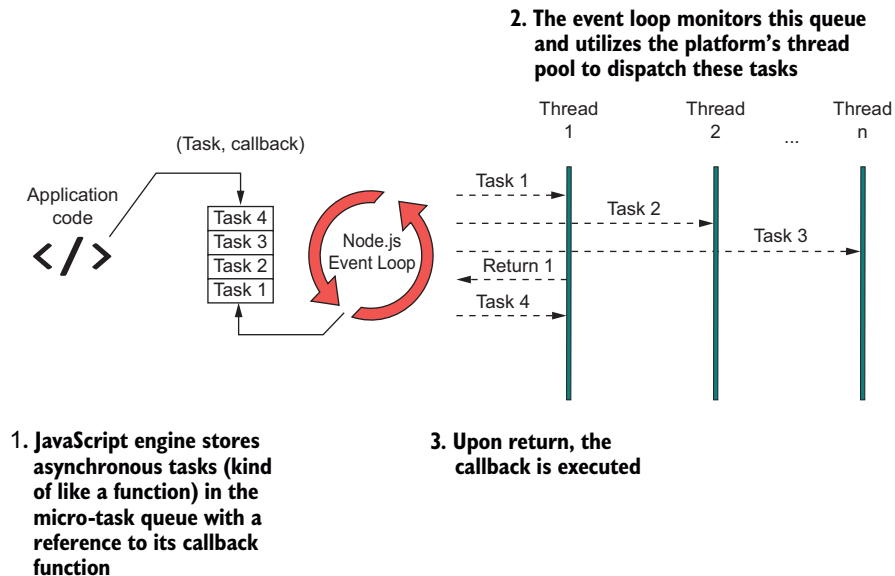 2. The event loop monitors this queue
and utilizes the platform’s thread
pool to dispatch these tasks
Thread
1
Thread
2
...
Thread
n
(Task, callback)
Application
code
</>
Task 4
Task 3
Task 2
Task 1
Node.js
Event Loop
Task 1
Task 2
Task 3
Return 1
Task 4
1. JavaScript engine stores
asynchronous tasks (kind
of like a function) in the
micro-task queue with a
reference to its callback
function
3. Upon return, the
callback is executed